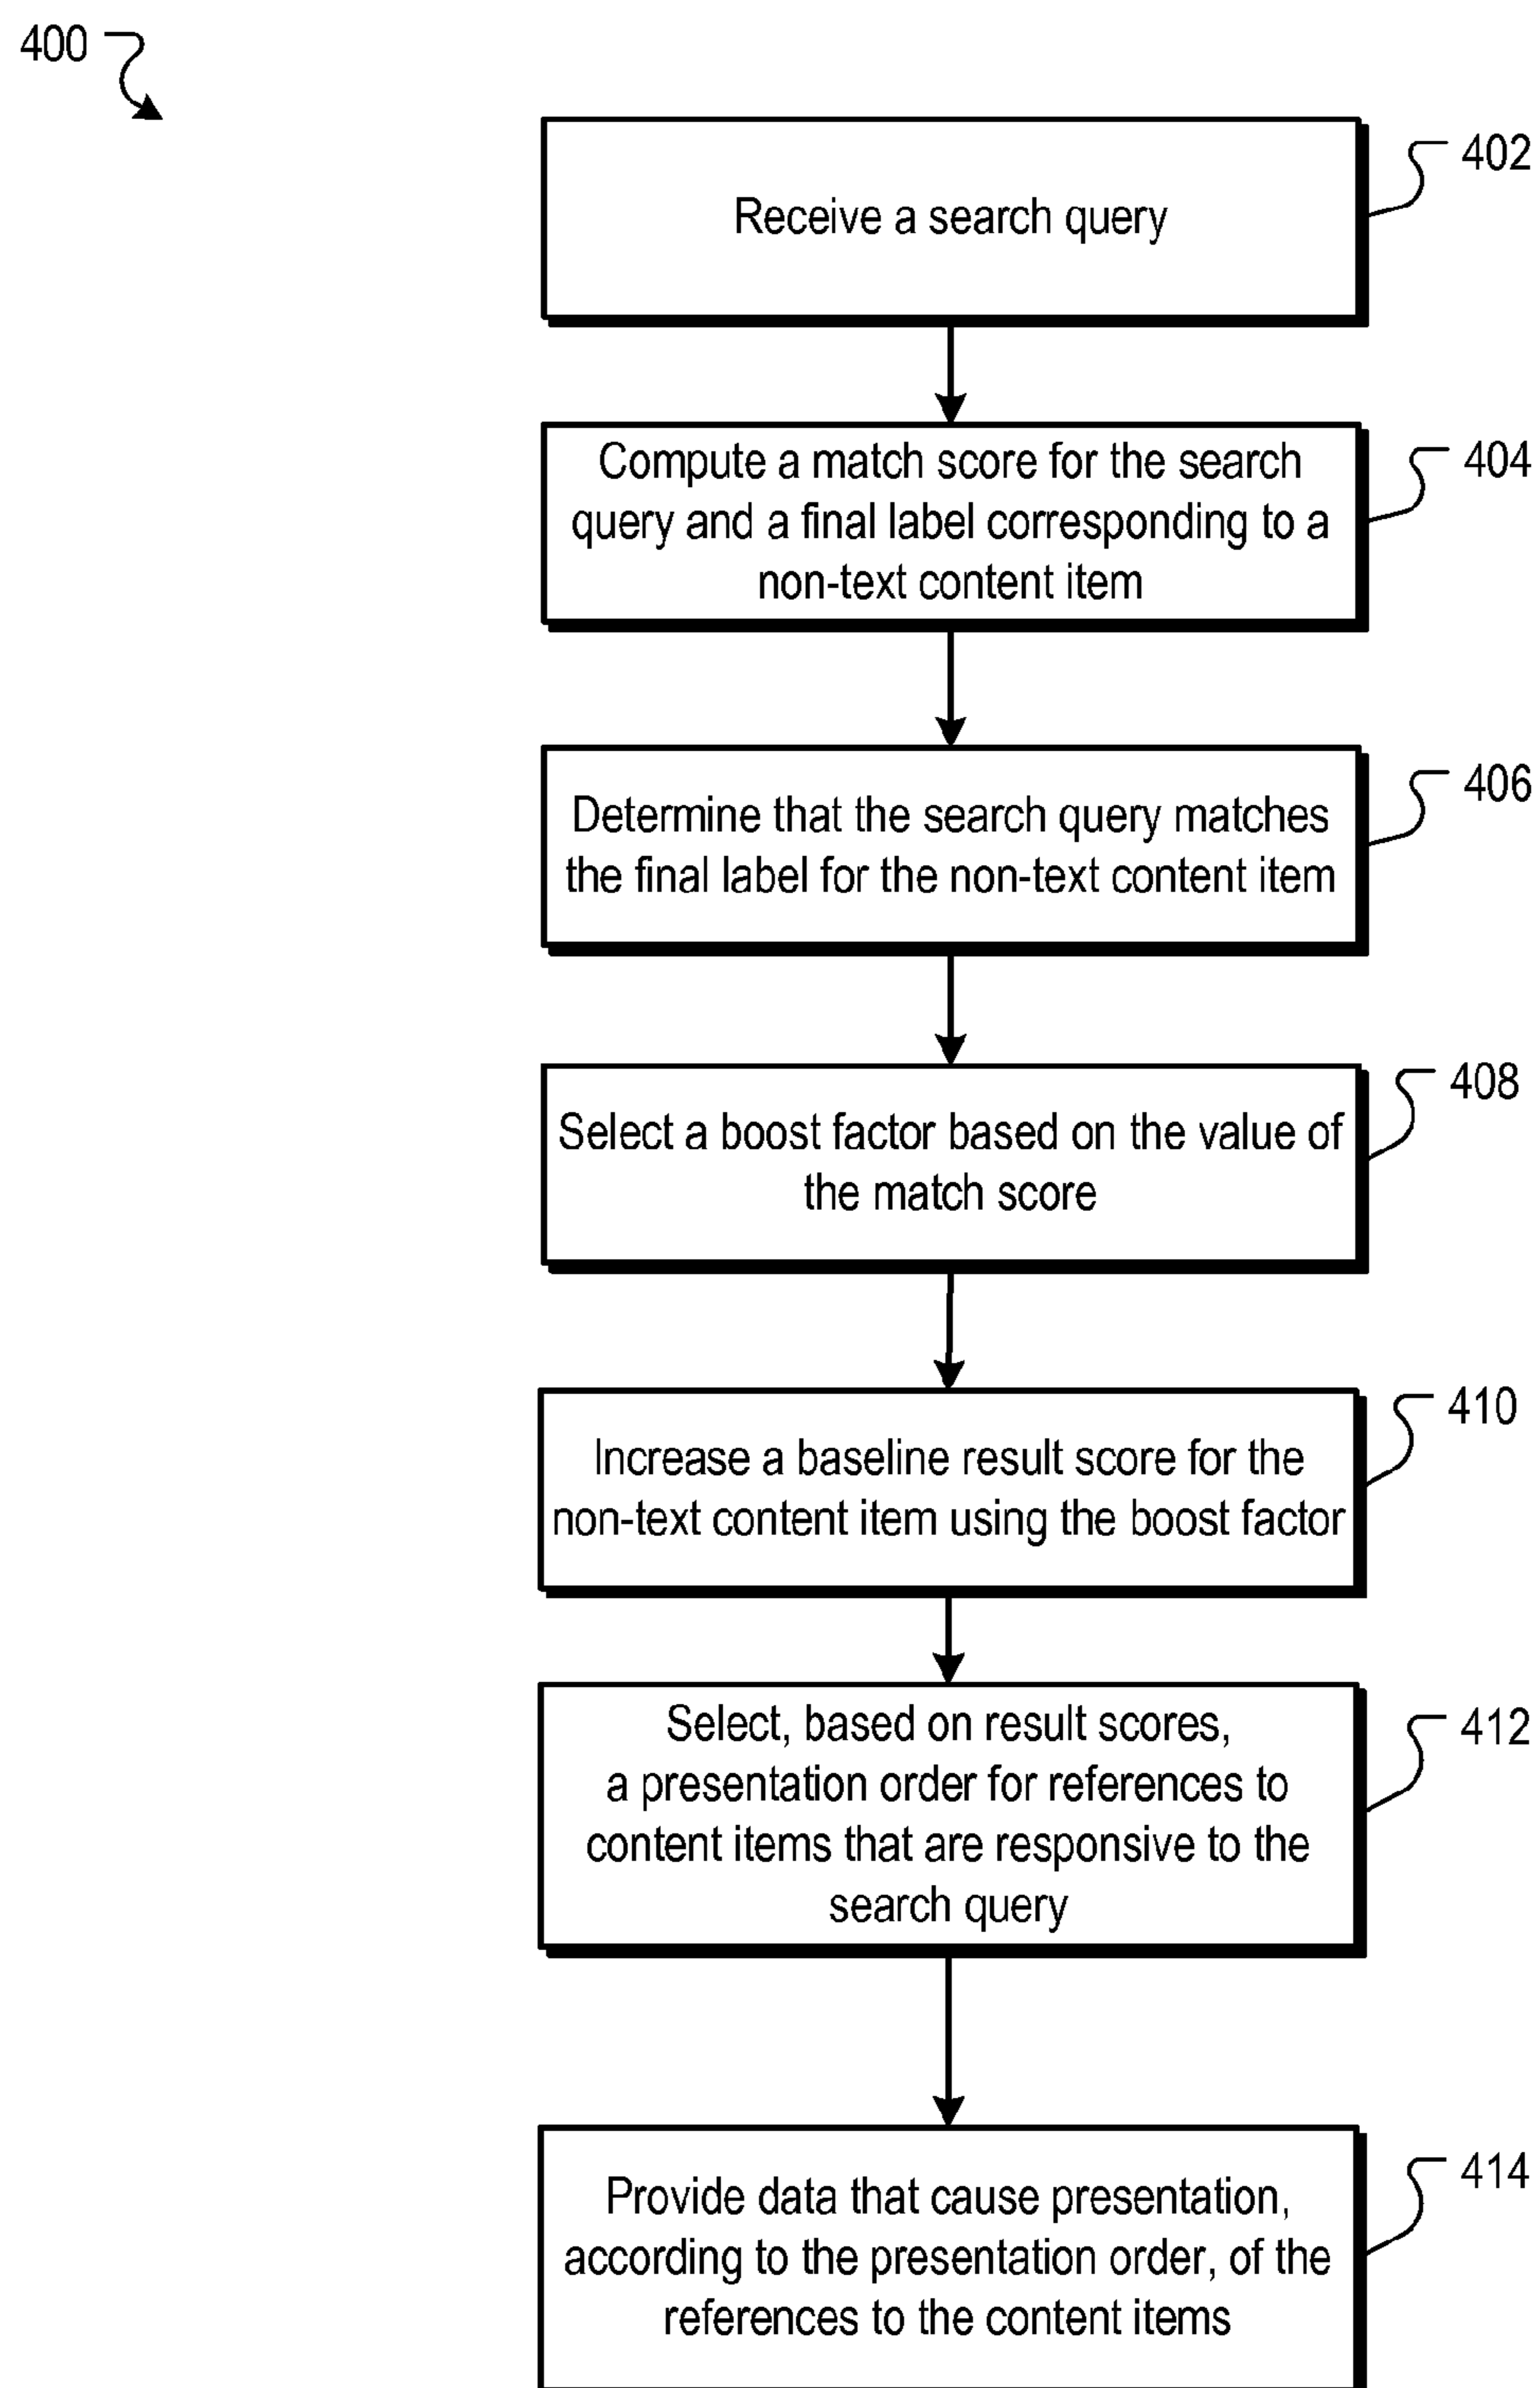 400
Receive a search query
402
Compute a match score for the search
query and a final label corresponding to a
non-text content item
404
Determine that the search query matches
the final label for the non-text content item
406
Select a boost factor based on the value of
the match score
408
Increase a baseline result score for the
non-text content item using the boost factor
410
Select, based on result scores,
a presentation order for references to
content items that are responsive to the
search query
412
Provide data that cause presentation,
according to the presentation order, of the
references to the content items
414